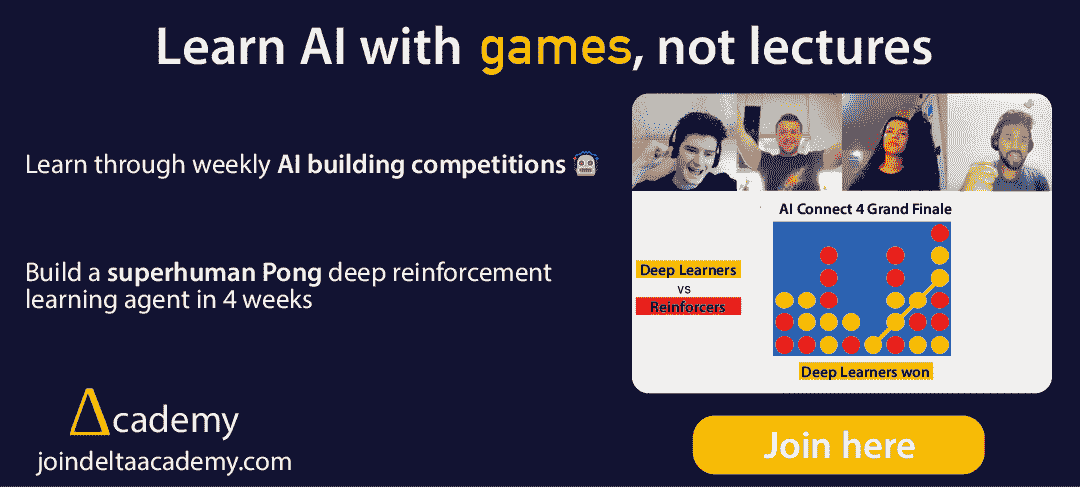 Learn AI with games, not lectures
Learn through weekly AI building competitions 🤖
Build a superhuman Pong deep reinforcement
learning agent in 4 weeks
Δcademy
joindeltaacademy.com
AI Connect 4 Grand Finale
Deep Learners
vs
Reinforcers
Deep Learners won
Join here